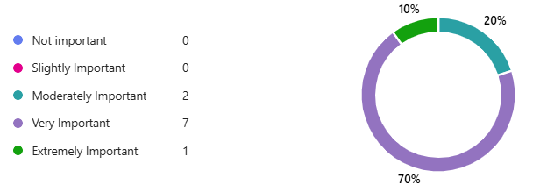 Not important 0
Slightly Important 0
Moderately Important 2
Very Important 7
Extremely Important 1
10%
20%
70%